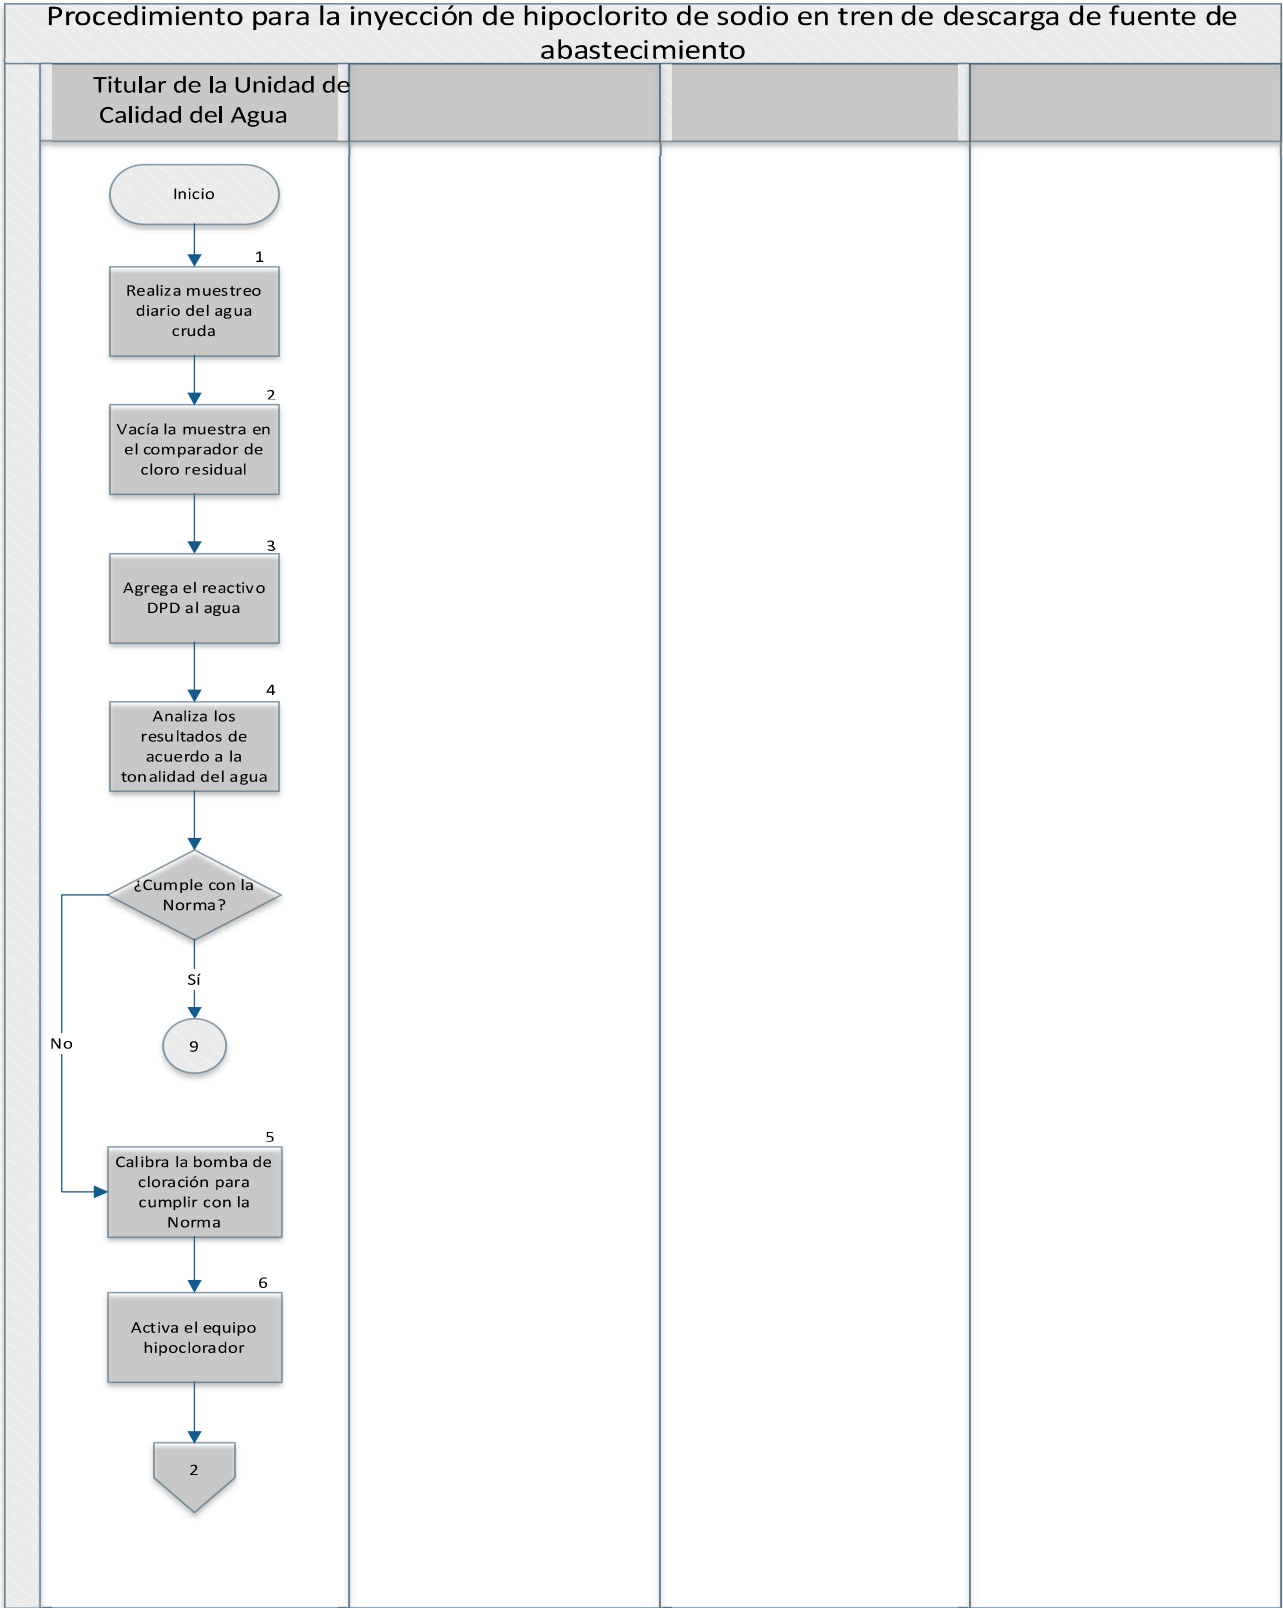 Procedimiento para la inyección de hipoclorito de sodio en tren de descarga de fuente de
abastecimiento
Titular de la Unidad de
Calidad del Agua
Inicio
1
Realiza muestreo
diario del agua
cruda
2
Vacía la muestra en
el comparador de
cloro residual
3
Agrega el reactivo
DPD al agua
4
Analiza los
resultados de
acuerdo a la
tonalidad del agua
¿Cumple con la
Norma?
Sí
No
9
5
Calibra la bomba de
cloración para
cumplir con la
Norma
6
Activa el equipo
hipoclorador
2